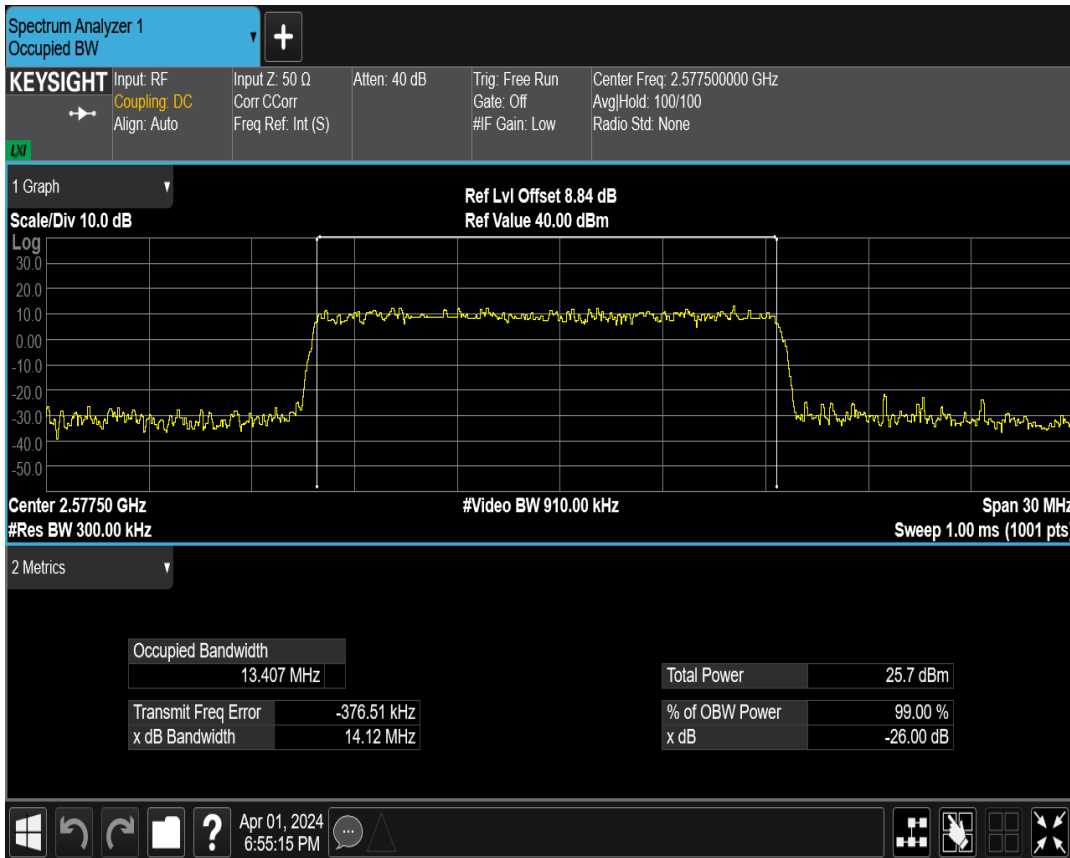 Spectrum Analyzer 1
Occupied BW
+
KEYSIGHT
LXI
Input: RF
Coupling: DC
Align: Auto
Input Z: 50 Ω
Corr CCorr
Freq Ref: Int (S)
Atten: 40 dB
Trig: Free Run
Gate: Off
#IF Gain: Low
Center Freq: 2.577500000 GHz
Avg|Hold: 100/100
Radio Std: None
1 Graph
Scale/Div 10.0 dB
Ref Lvl Offset 8.84 dB
Ref Value 40.00 dBm
Log
30.0
20.0
10.0
0.00
-10.0
-20.0
-30.0
-40.0
-50.0
Center 2.57750 GHz
#Video BW 910.00 kHz
Span 30 MHz
#Res BW 300.00 kHz
Sweep 1.00 ms (1001 pts)
2 Metrics
Occupied Bandwidth
13.407 MHz
Total Power 25.7 dBm
Transmit Freq Error -376.51 kHz
% of OBW Power 99.00 %
x dB Bandwidth 14.12 MHz
x dB -26.00 dB
?
Apr 01, 2024
6:55:15 PM